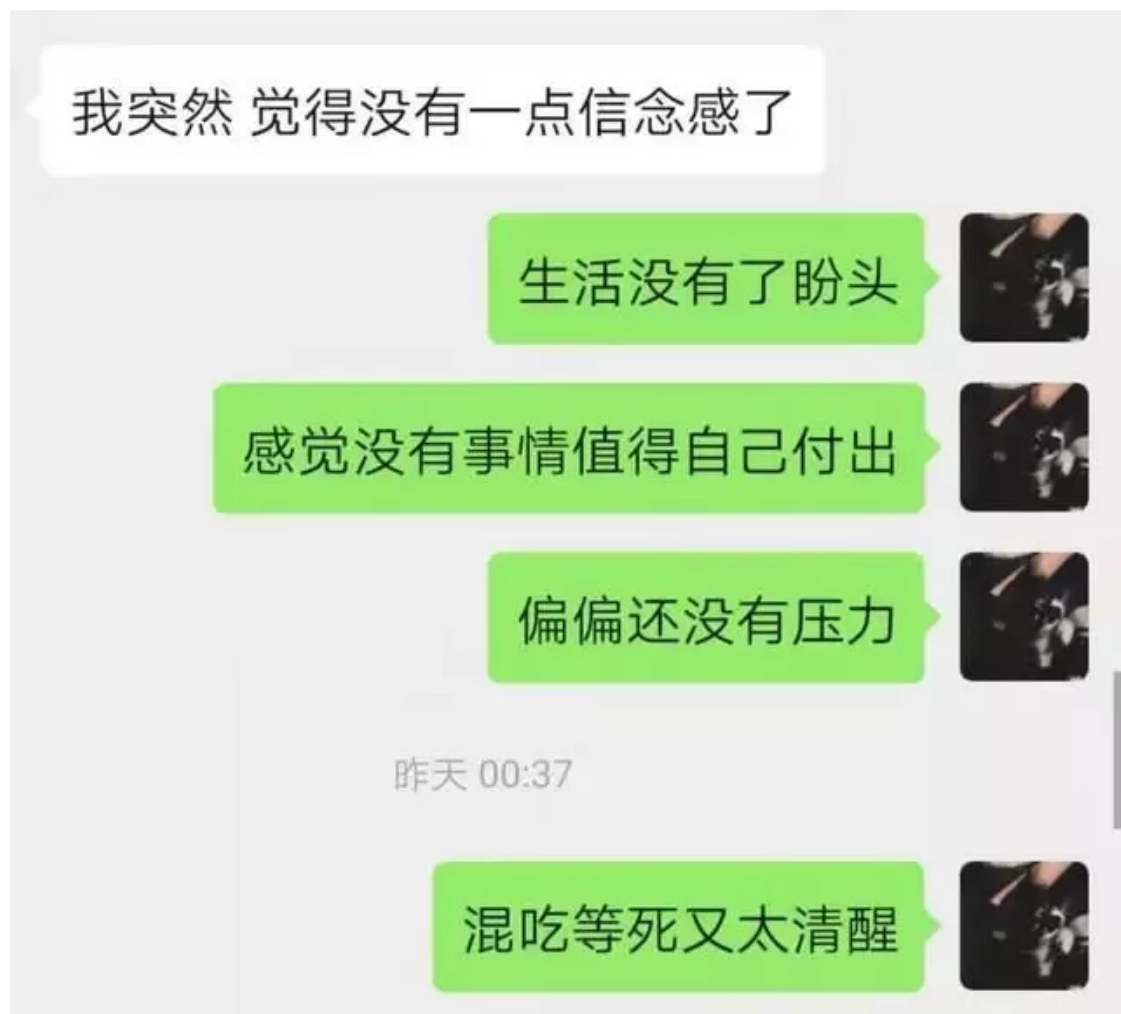 我突然 觉得没有一点信念感了
生活没有了盼头
感觉没有事情值得自己付出
偏偏还没有压力
昨天 00:37
混吃等死又太清醒